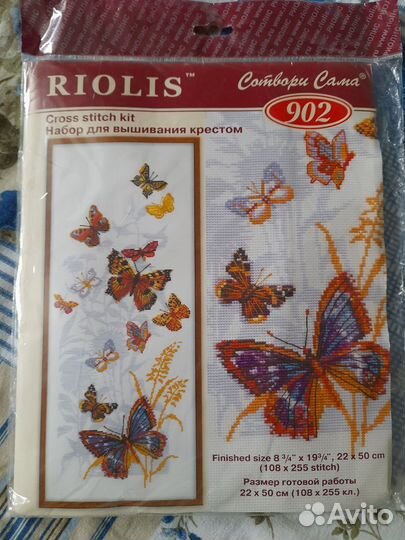 RIOLIS™
Сотвори Сама®
Cross stitch kit
Набор для вышивания крестом
902
Finished size 8 3/4" x 19 3/4", 22 x 50 cm
(108 x 255 stitch)
Размер готовой работы
22 x 50 см (108 x 255 кл.)
Avito